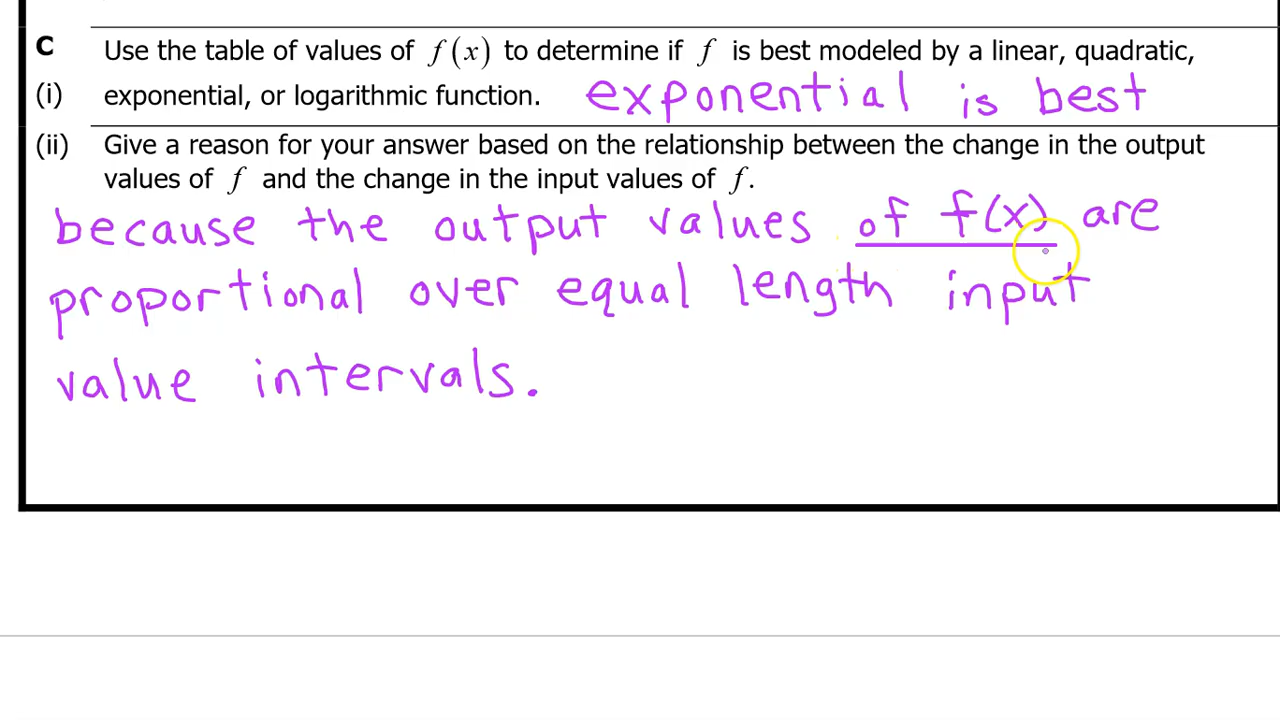 C Use the table of values of f(x) to determine if f is best modeled by a linear, quadratic,
(i) exponential, or logarithmic function. exponential is best
(ii) Give a reason for your answer based on the relationship between the change in the output
values of f and the change in the input values of f.
because the output values of f(x) are
proportional over equal length input
value intervals.